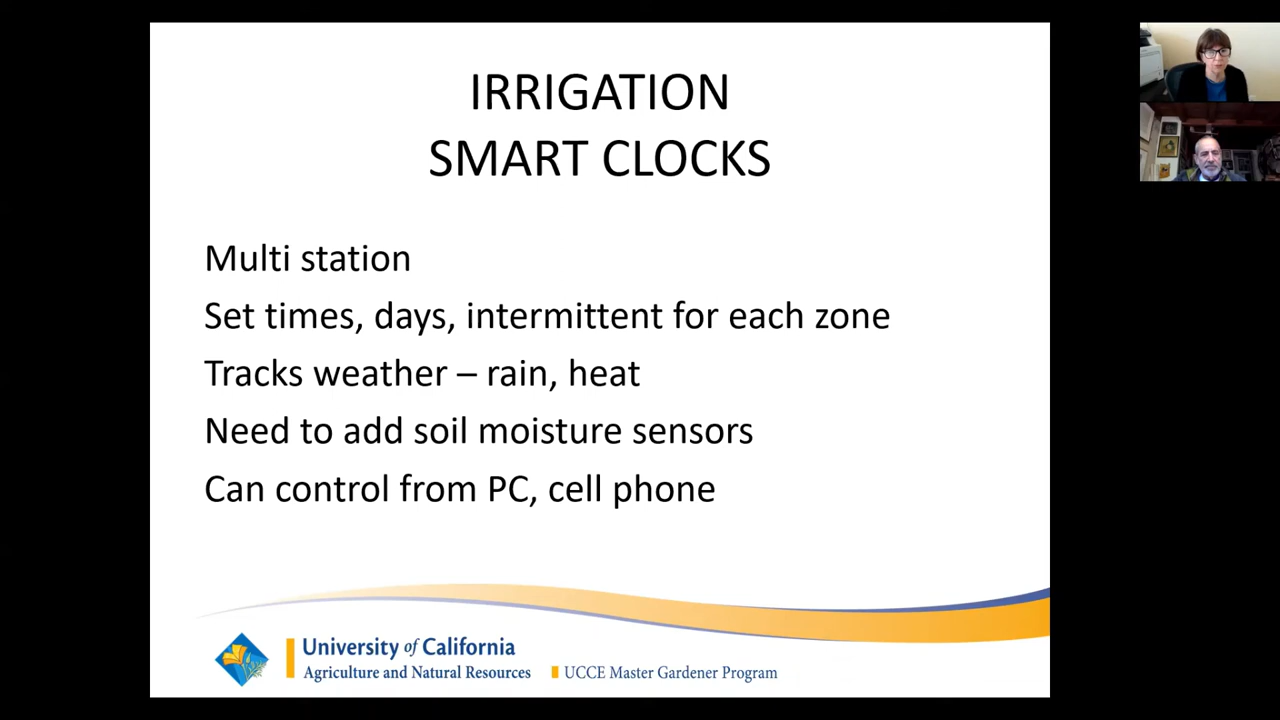 IRRIGATION
SMART CLOCKS
Multi station
Set times, days, intermittent for each zone
Tracks weather – rain, heat
Need to add soil moisture sensors
Can control from PC, cell phone
University of California
Agriculture and Natural Resources
UCCE Master Gardener Program